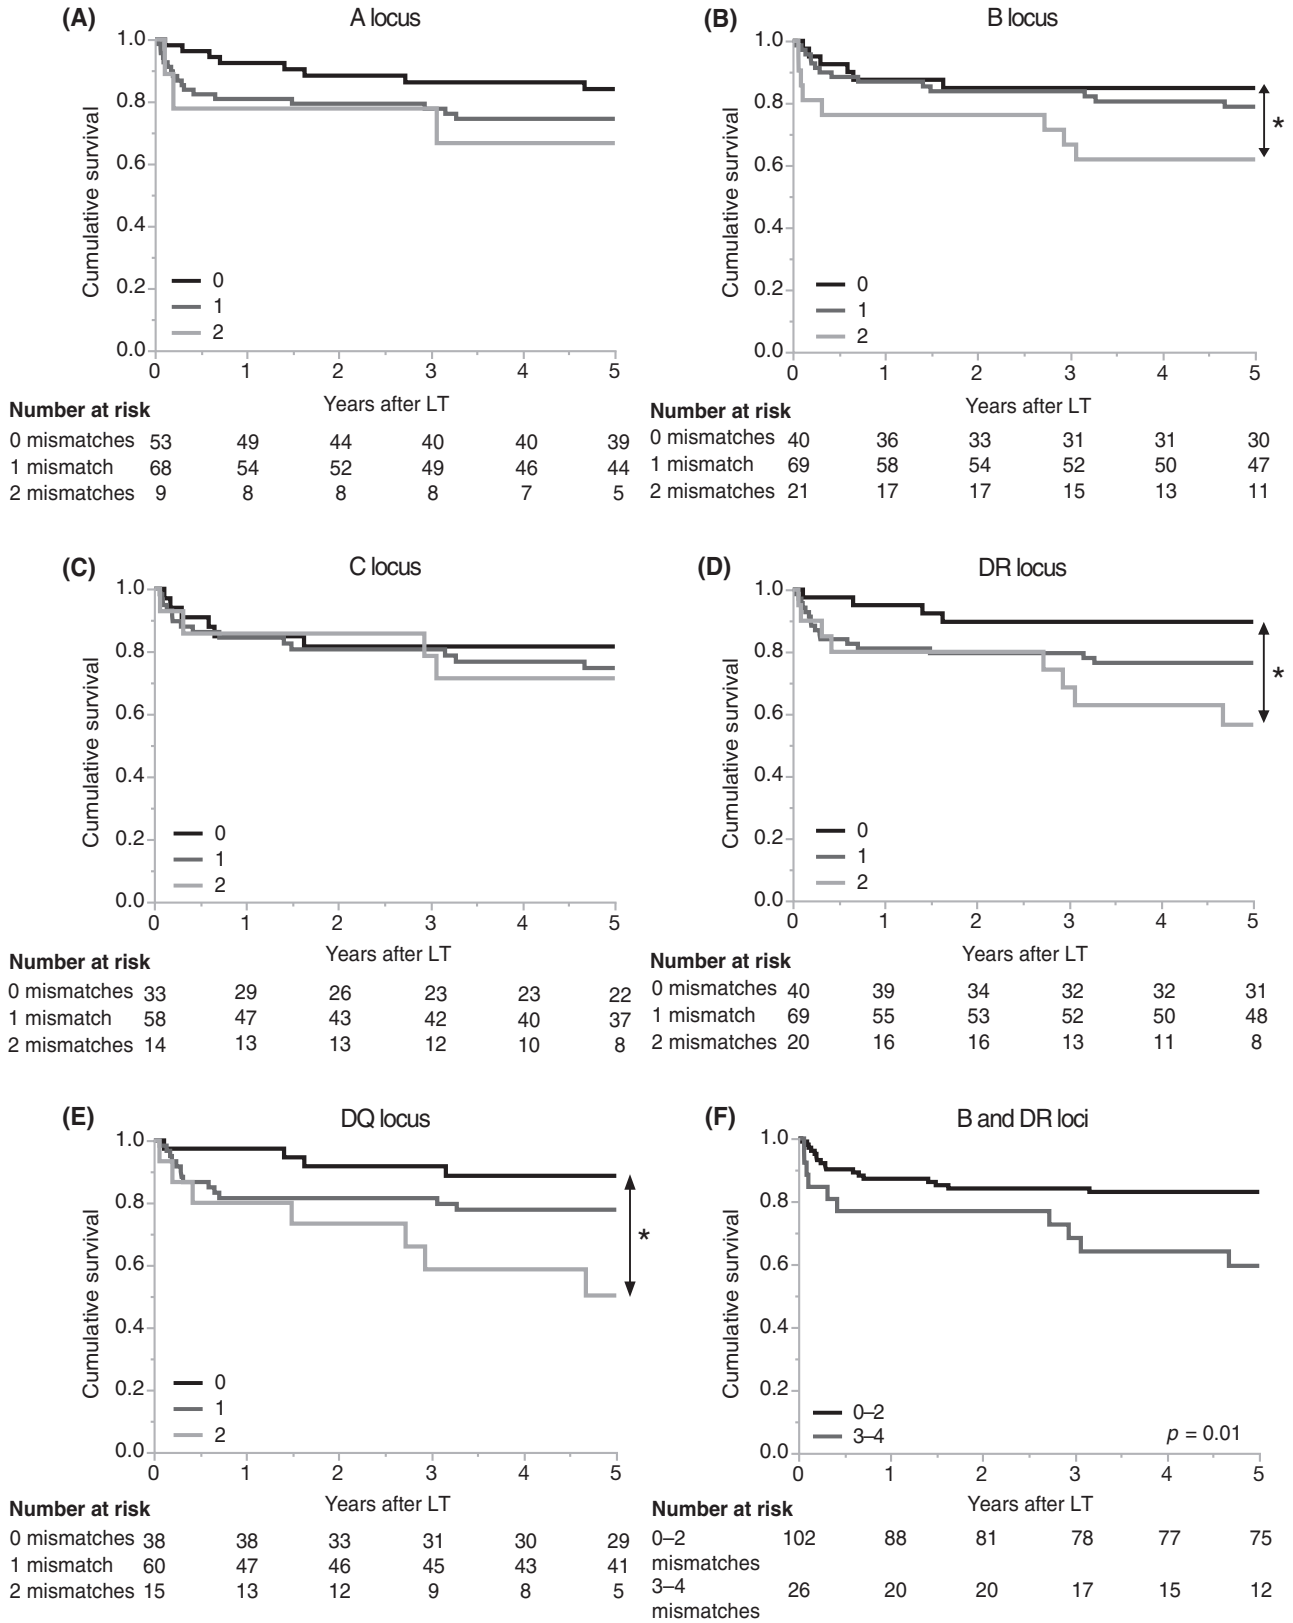 (A) A locus
Cumulative survival
1.0
0.8
0.6
0.4
0.2
0.0
0
1
2
0 1 2 3 4 5
Years after LT
Number at risk
0 mismatches 53 49 44 40 40 39
1 mismatch 68 54 52 49 46 44
2 mismatches 9 8 8 8 7 5
(B) B locus
Cumulative survival
1.0
0.8
0.6
0.4
0.2
0.0
*
0
1
2
0 1 2 3 4 5
Years after LT
Number at risk
0 mismatches 40 36 33 31 31 30
1 mismatch 69 58 54 52 50 47
2 mismatches 21 17 17 15 13 11
(C) C locus
Cumulative survival
1.0
0.8
0.6
0.4
0.2
0.0
0
1
2
0 1 2 3 4 5
Years after LT
Number at risk
0 mismatches 33 29 26 23 23 22
1 mismatch 58 47 43 42 40 37
2 mismatches 14 13 13 12 10 8
(D) DR locus
Cumulative survival
1.0
0.8
0.6
0.4
0.2
0.0
*
0
1
2
0 1 2 3 4 5
Years after LT
Number at risk
0 mismatches 40 39 34 32 32 31
1 mismatch 69 55 53 52 50 48
2 mismatches 20 16 16 13 11 8
(E) DQ locus
Cumulative survival
1.0
0.8
0.6
0.4
0.2
0.0
*
0
1
2
0 1 2 3 4 5
Years after LT
Number at risk
0 mismatches 38 38 33 31 30 29
1 mismatch 60 47 46 45 43 41
2 mismatches 15 13 12 9 8 5
(F) B and DR loci
Cumulative survival
1.0
0.8
0.6
0.4
0.2
0.0
0–2
3–4
p = 0.01
0 1 2 3 4 5
Years after LT
Number at risk
0–2 102 88 81 78 77 75
mismatches
3–4 26 20 20 17 15 12
mismatches